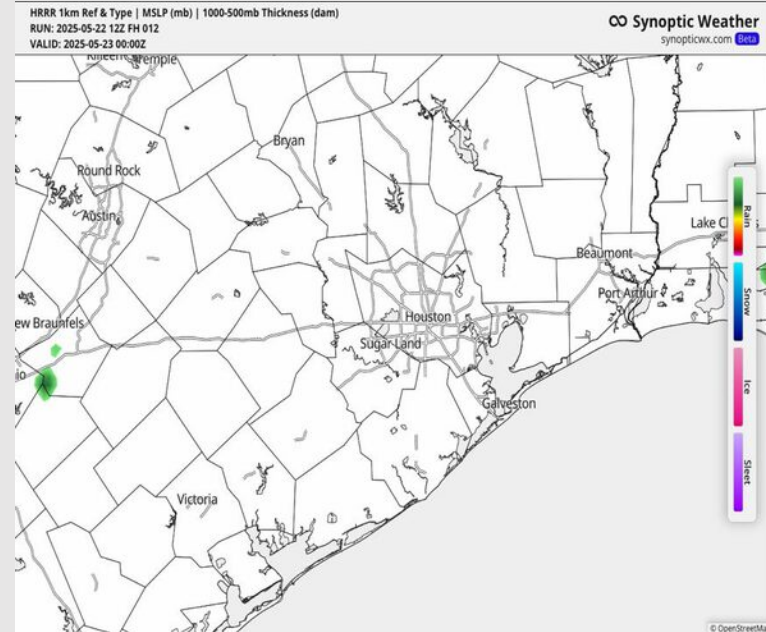 HRRR 1km Ref & Type | MSLP (mb) | 1000-500mb Thickness (dam)
RUN: 2025-05-22 12Z FH 012
VALID: 2025-05-23 00:00Z
Synoptic Weather
synopticwx.com Beta
Bryan
Round Rock
Austin
Rain
Lake C
Beaumont
Port Arthur
Snow
ew Braunfels
Houston
Sugar Land
io
Ice
Galveston
Sleet
Victoria
© OpenStreetMa